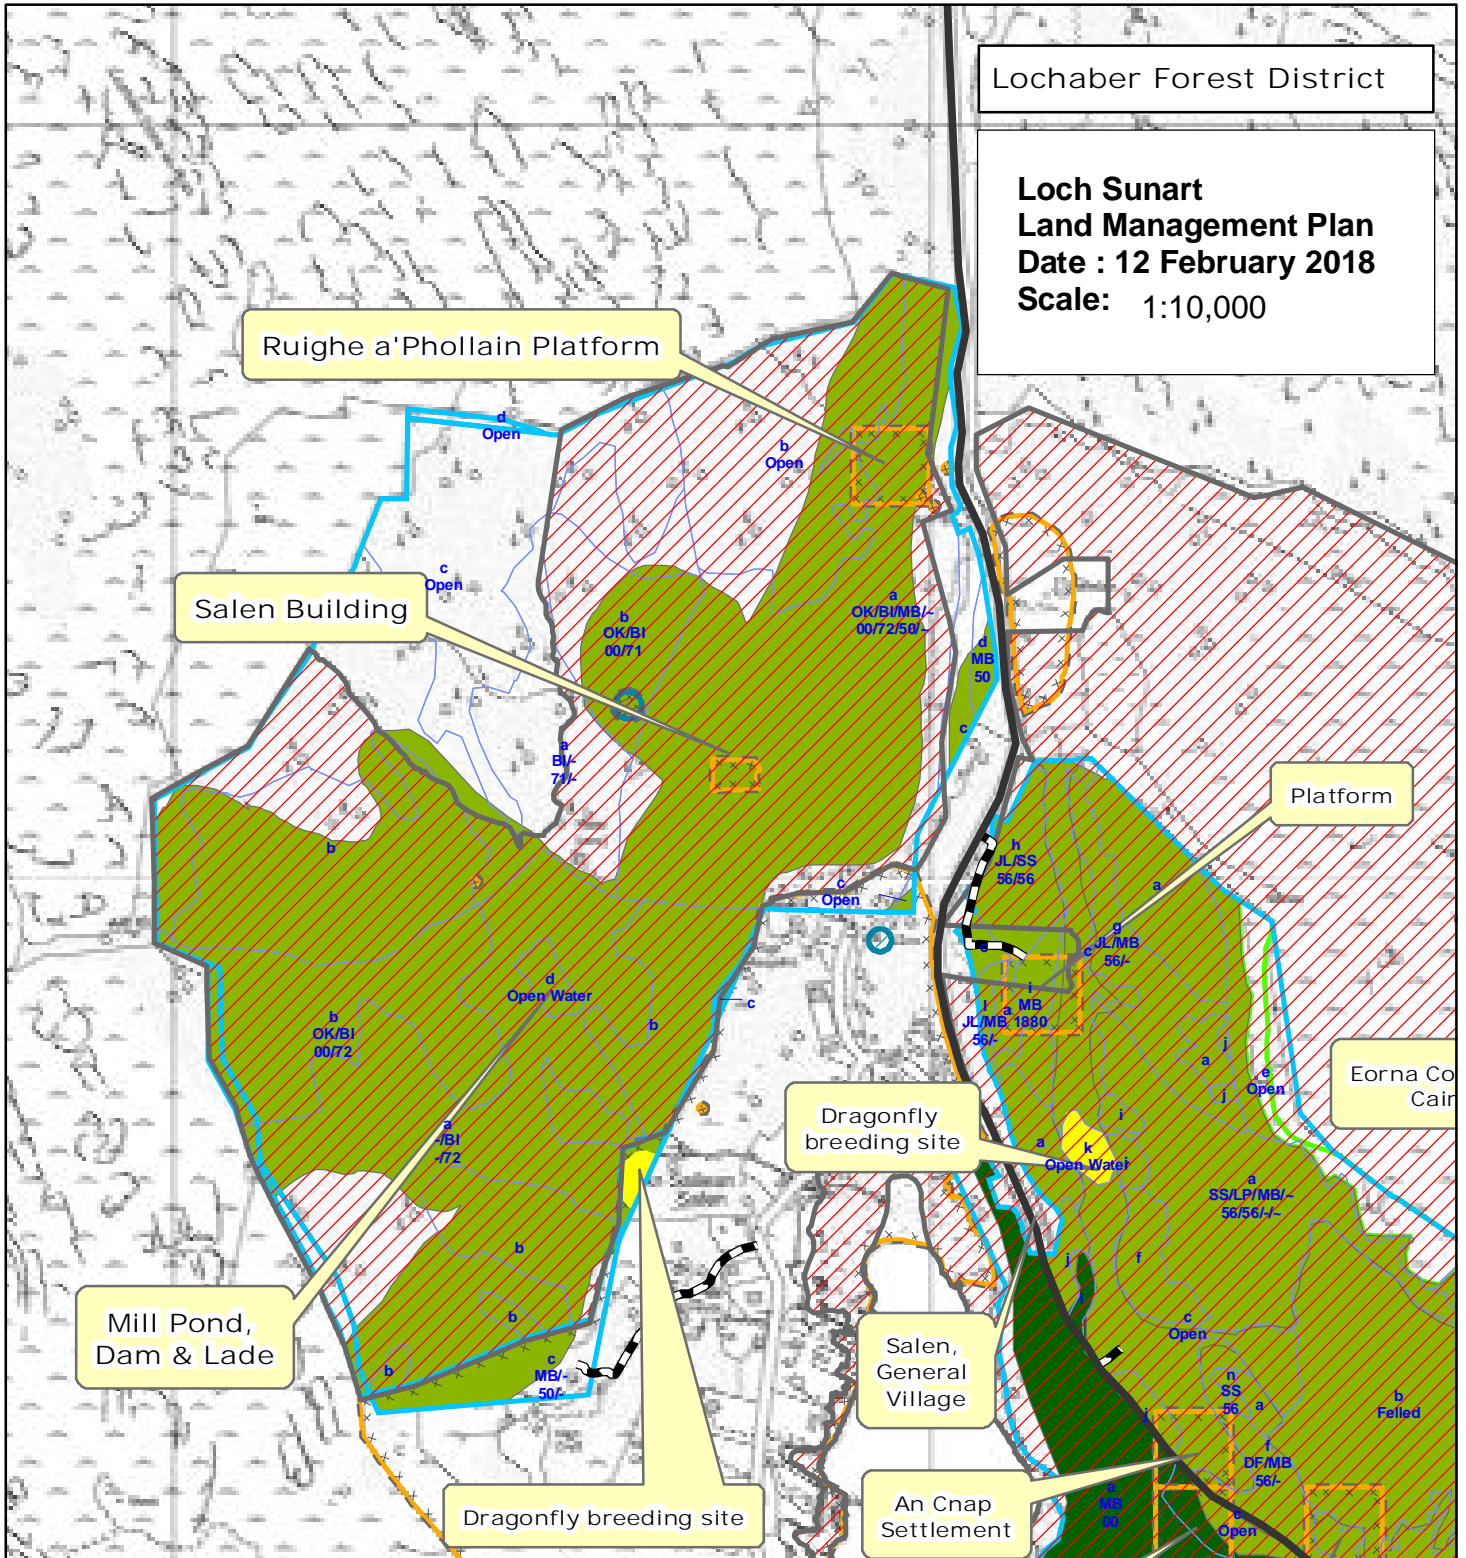 Lochaber Forest District
Loch Sunart
Land Management Plan
Date : 12 February 2018
Scale: 1:10,000
Ruighe a'Phollain Platform
d
Open
b
Open
c
Open
Salen Building
b
OK/BI
00/71
a
OK/BI/MB/~
00/72/50/~
d
MB
50
c
a
BI/-
71/-
Platform
b
h
JL/SS
56/56
a
c
Open
g
JL/MB
56/-
c
d
Open Water
c
i
MB
1880
l
JL/MB
56/-
a
b
OK/BI
00/72
b
j
a
e
Open
j
Eorna Co
Cair
Dragonfly
breeding site
i
a
-/BI
-/72
a
k
Open Water
i
a
SS/LP/MB/~
56/56/-/~
b
j
f
Mill Pond,
Dam & Lade
b
c
Open
Salen,
General
Village
b
c
MB/-
50/-
n
SS
56
a
b
Felled
j
f
DF/MB
56/-
Dragonfly breeding site
An Cnap
Settlement
a
MB
00
c
Open